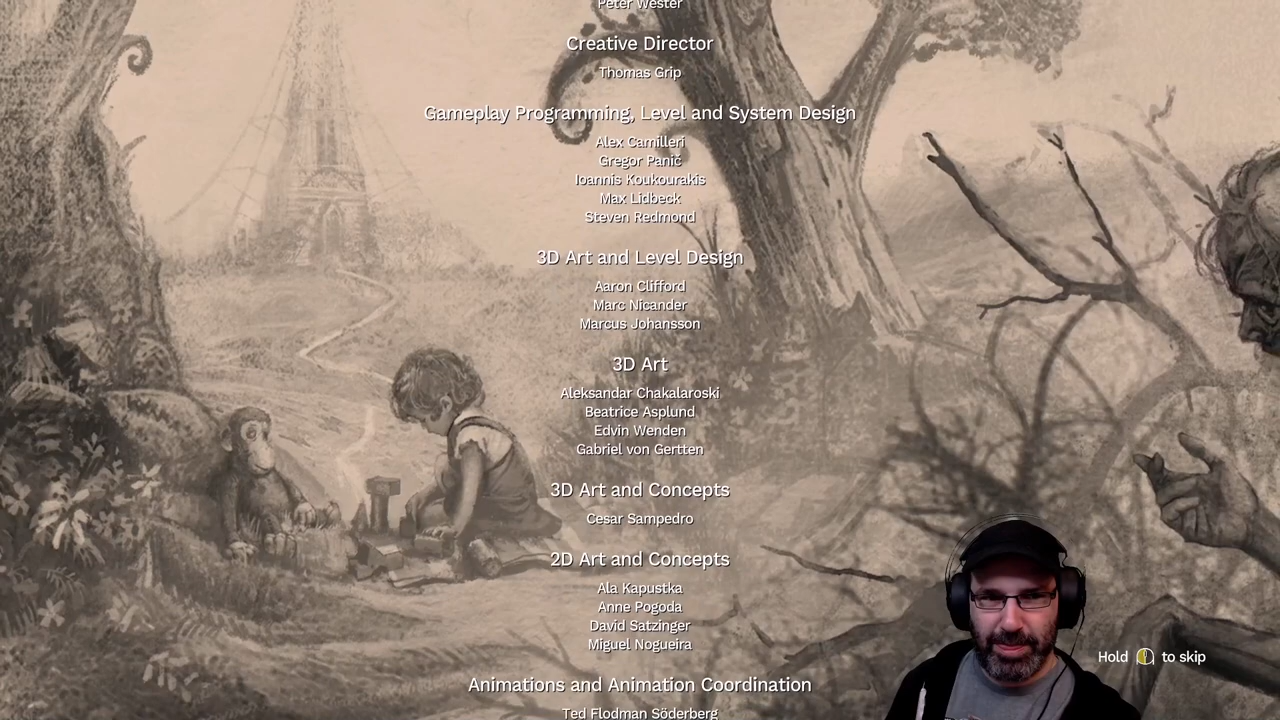 Peter Wester
Creative Director
Thomas Grip
Gameplay Programming, Level and System Design
Alex Camilleri
Gregor Panič
Ioannis Koukourakis
Max Lidbeck
Steven Redmond
3D Art and Level Design
Aaron Clifford
Marc Nicander
Marcus Johansson
3D Art
Aleksandar Chakalaroski
Beatrice Asplund
Edvin Wenden
Gabriel von Gertten
3D Art and Concepts
Cesar Sampedro
2D Art and Concepts
Ala Kapustka
Anne Pogoda
David Satzinger
Miguel Nogueira
Hold to skip
Animations and Animation Coordination
Ted Flodman Söderberg